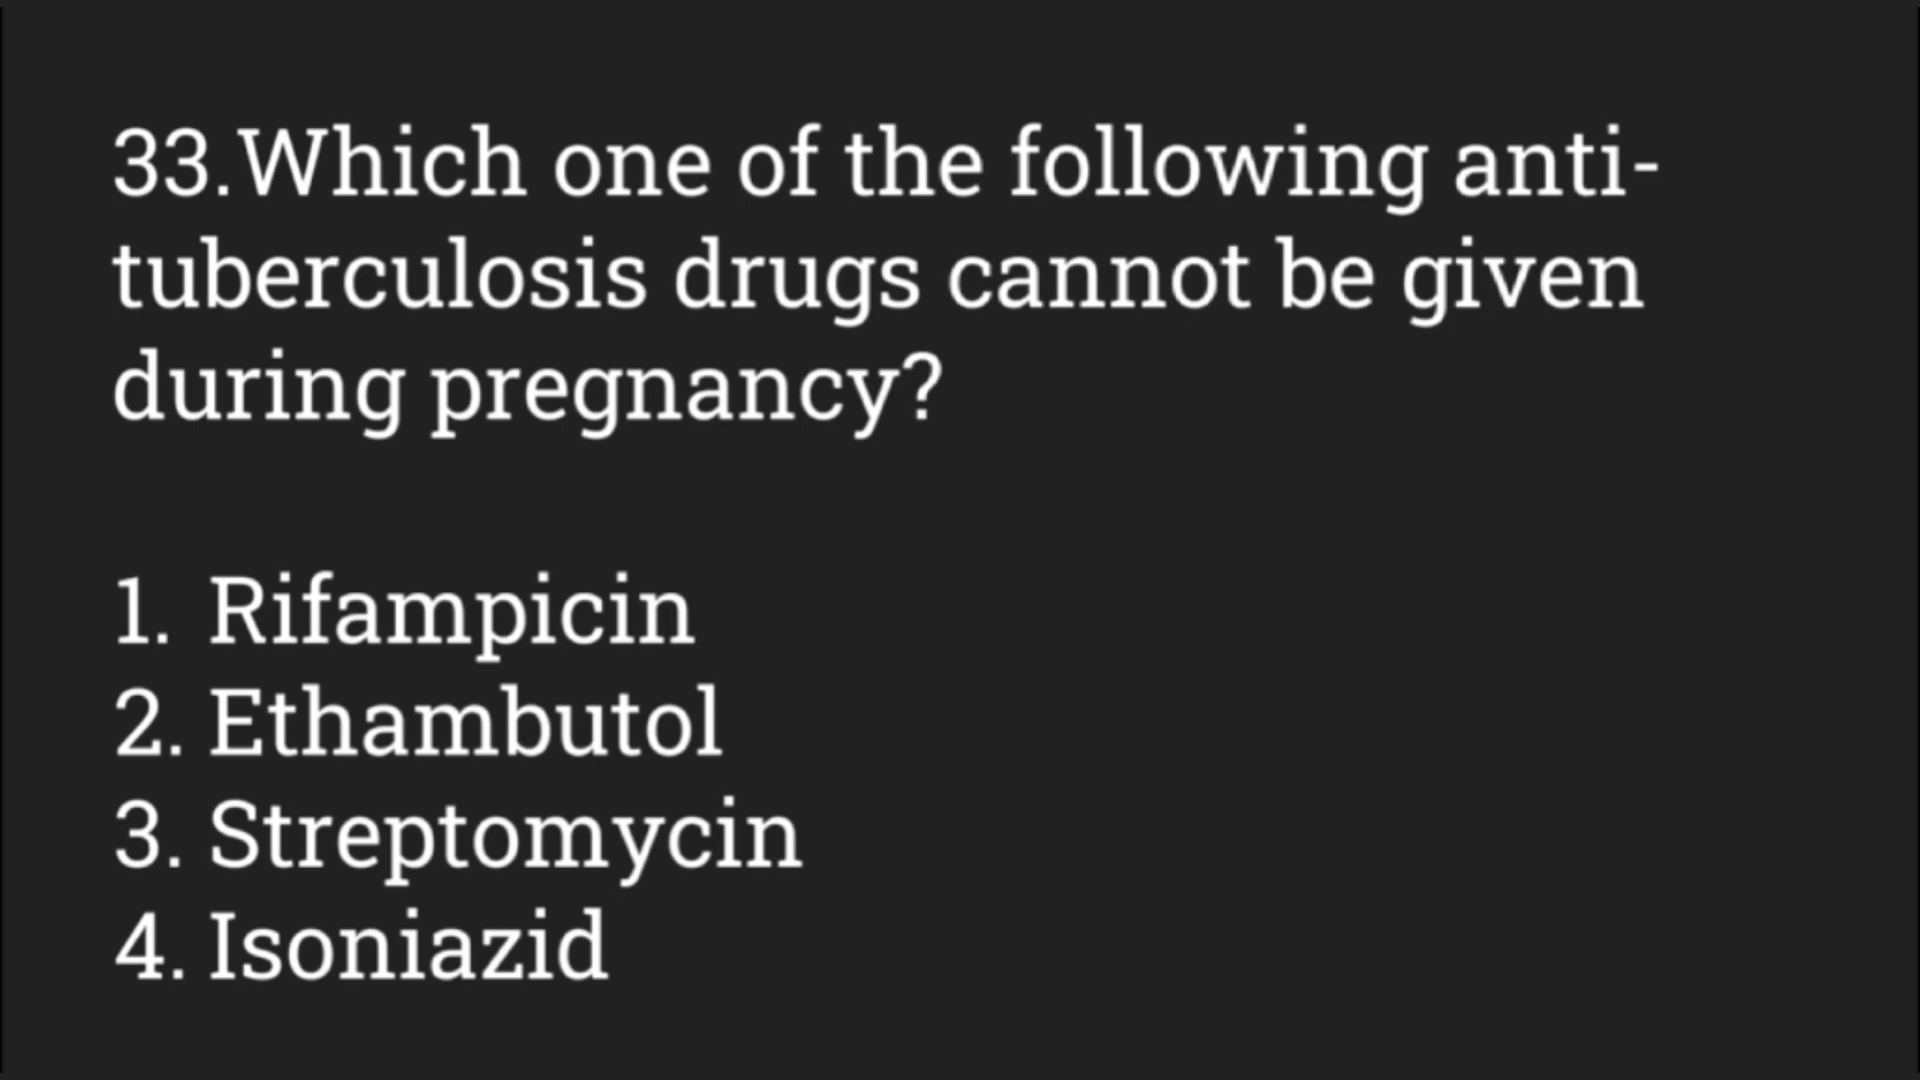 33.Which one of the following anti-
tuberculosis drugs cannot be given
during pregnancy?
1. Rifampicin
2. Ethambutol
3. Streptomycin
4. Isoniazid